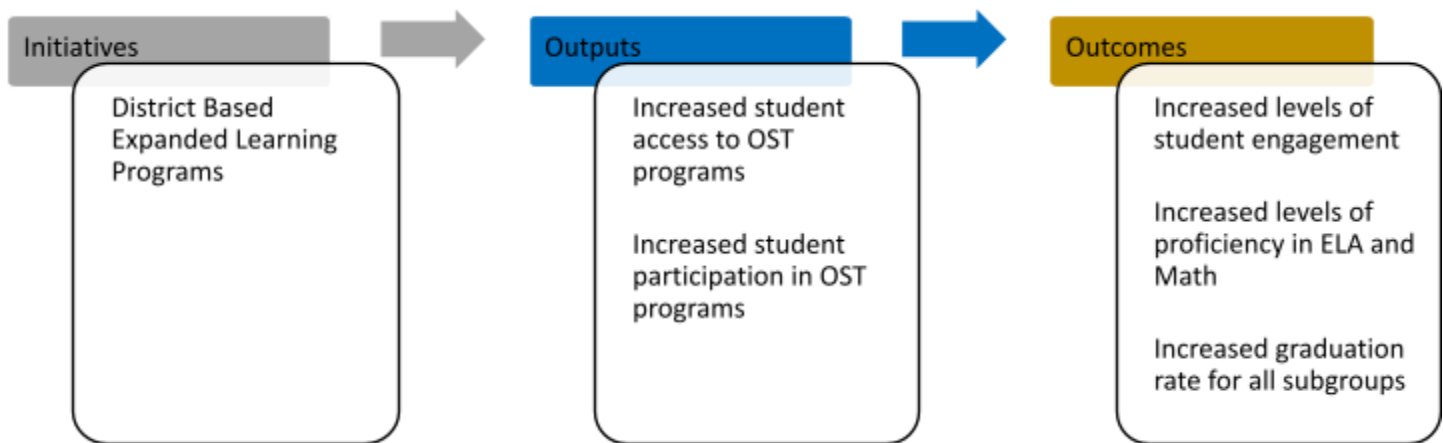 Initiatives
District Based
Expanded Learning
Programs
Outputs
Increased student
access to OST
programs
Increased student
participation in OST
programs
Outcomes
Increased levels of
student engagement
Increased levels of
proficiency in ELA and
Math
Increased graduation
rate for all subgroups